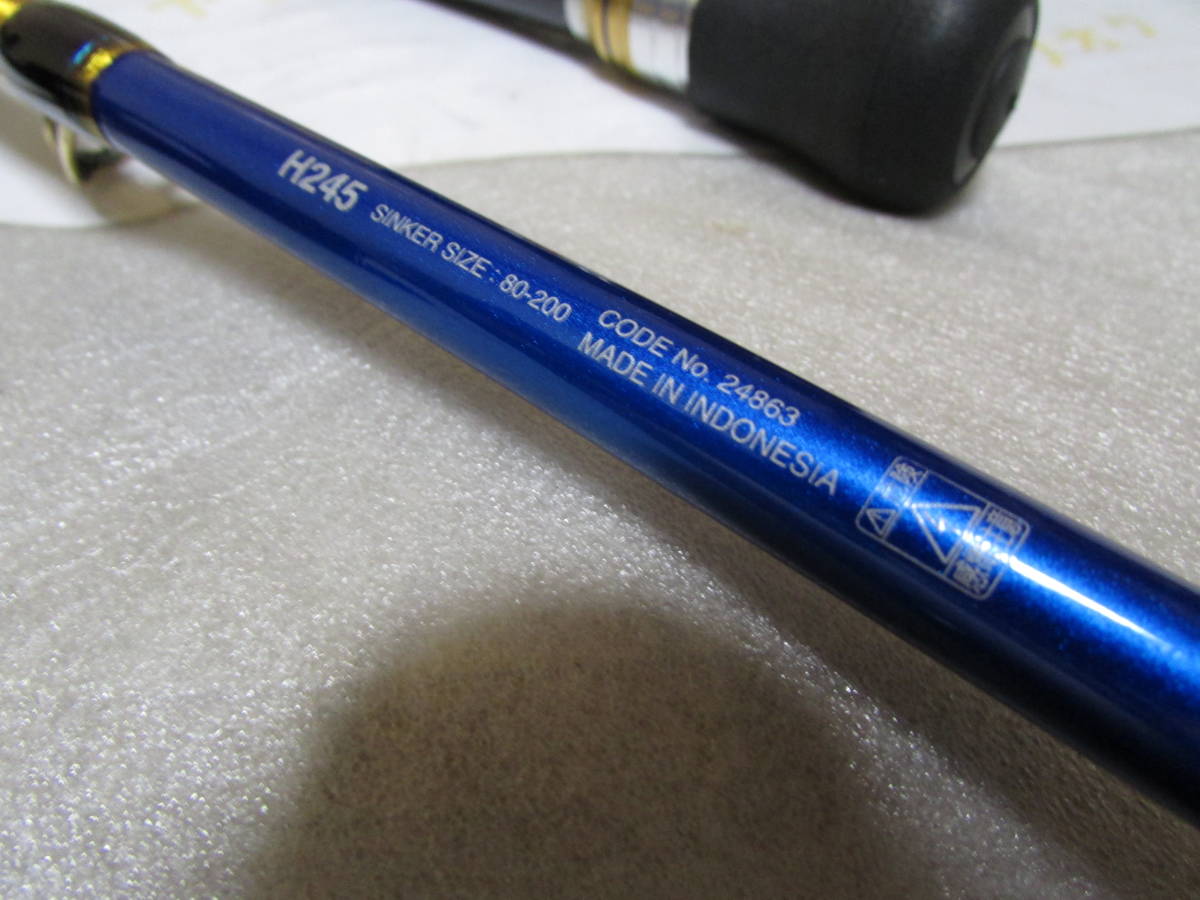 H245 SINKER SIZE : 80-200
CODE No. 24863
MADE IN INDONESIA